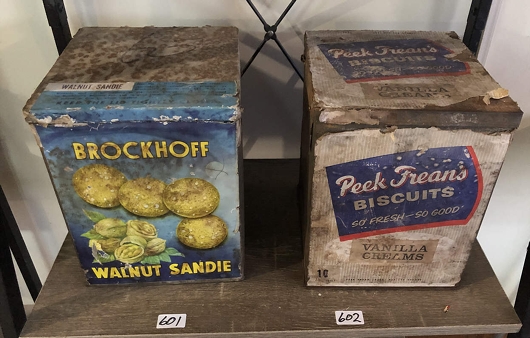 WALNUT SANDIE
BROCKHOFF
WALNUT SANDIE
601
Peek Frean's
BISCUITS
VANILLA
CREAMS
Peek Frean's
BISCUITS
SO FRESH-SO GOOD
VANILLA
CREAMS
602